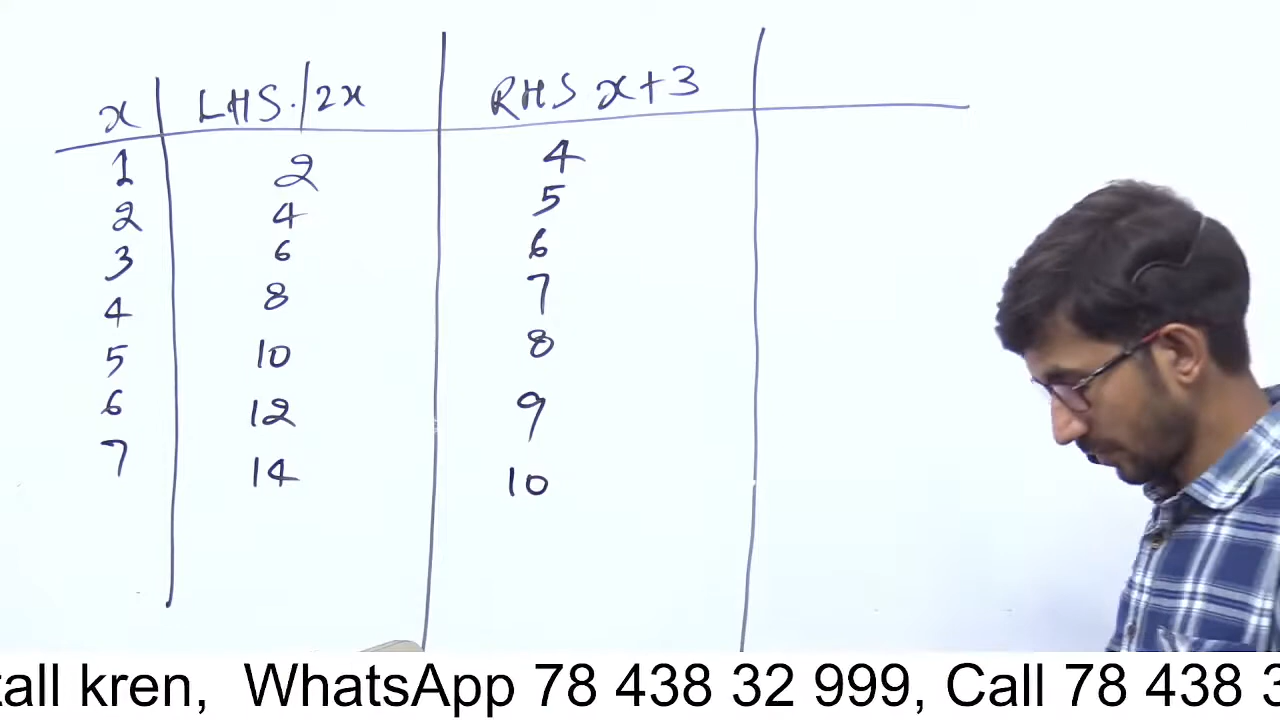 x LHS./2x RHS x+3
1 2 4
2 4 5
3 6 6
4 8 7
5 10 8
6 12 9
7 14 10
tall kren, WhatsApp 78 438 32 999, Call 78 438 3